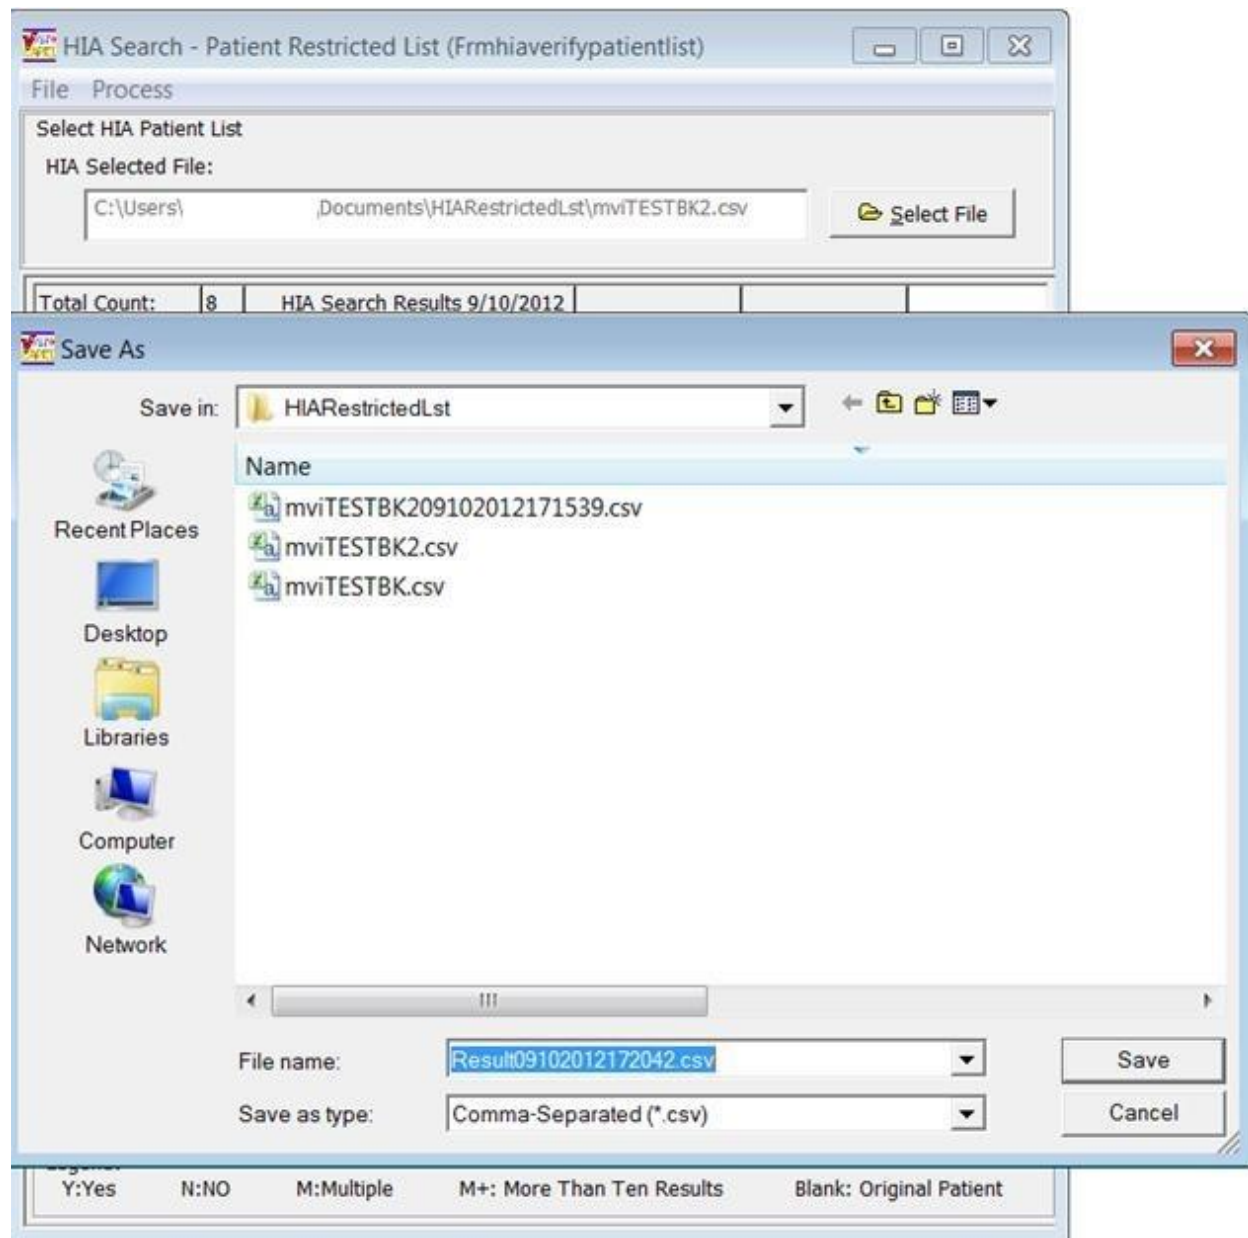 HIA Search - Patient Restricted List (Frmhiaverifypatientlist)
File Process
Select HIA Patient List
HIA Selected File:
C:\Users\ ,Documents\HIARestrictedLst\mviTESTBK2.csv Select File
Total Count: 8 HIA Search Results 9/10/2012
Save As
Save in: HIARestrictedLst
Name
mviTESTBK209102012171539.csv
mviTESTBK2.csv
mviTESTBK.csv
Recent Places
Desktop
Libraries
Computer
Network
File name: Result09102012172042.csv Save
Save as type: Comma-Separated (*.csv) Cancel
Y:Yes N:NO M:Multiple M+: More Than Ten Results Blank: Original Patient